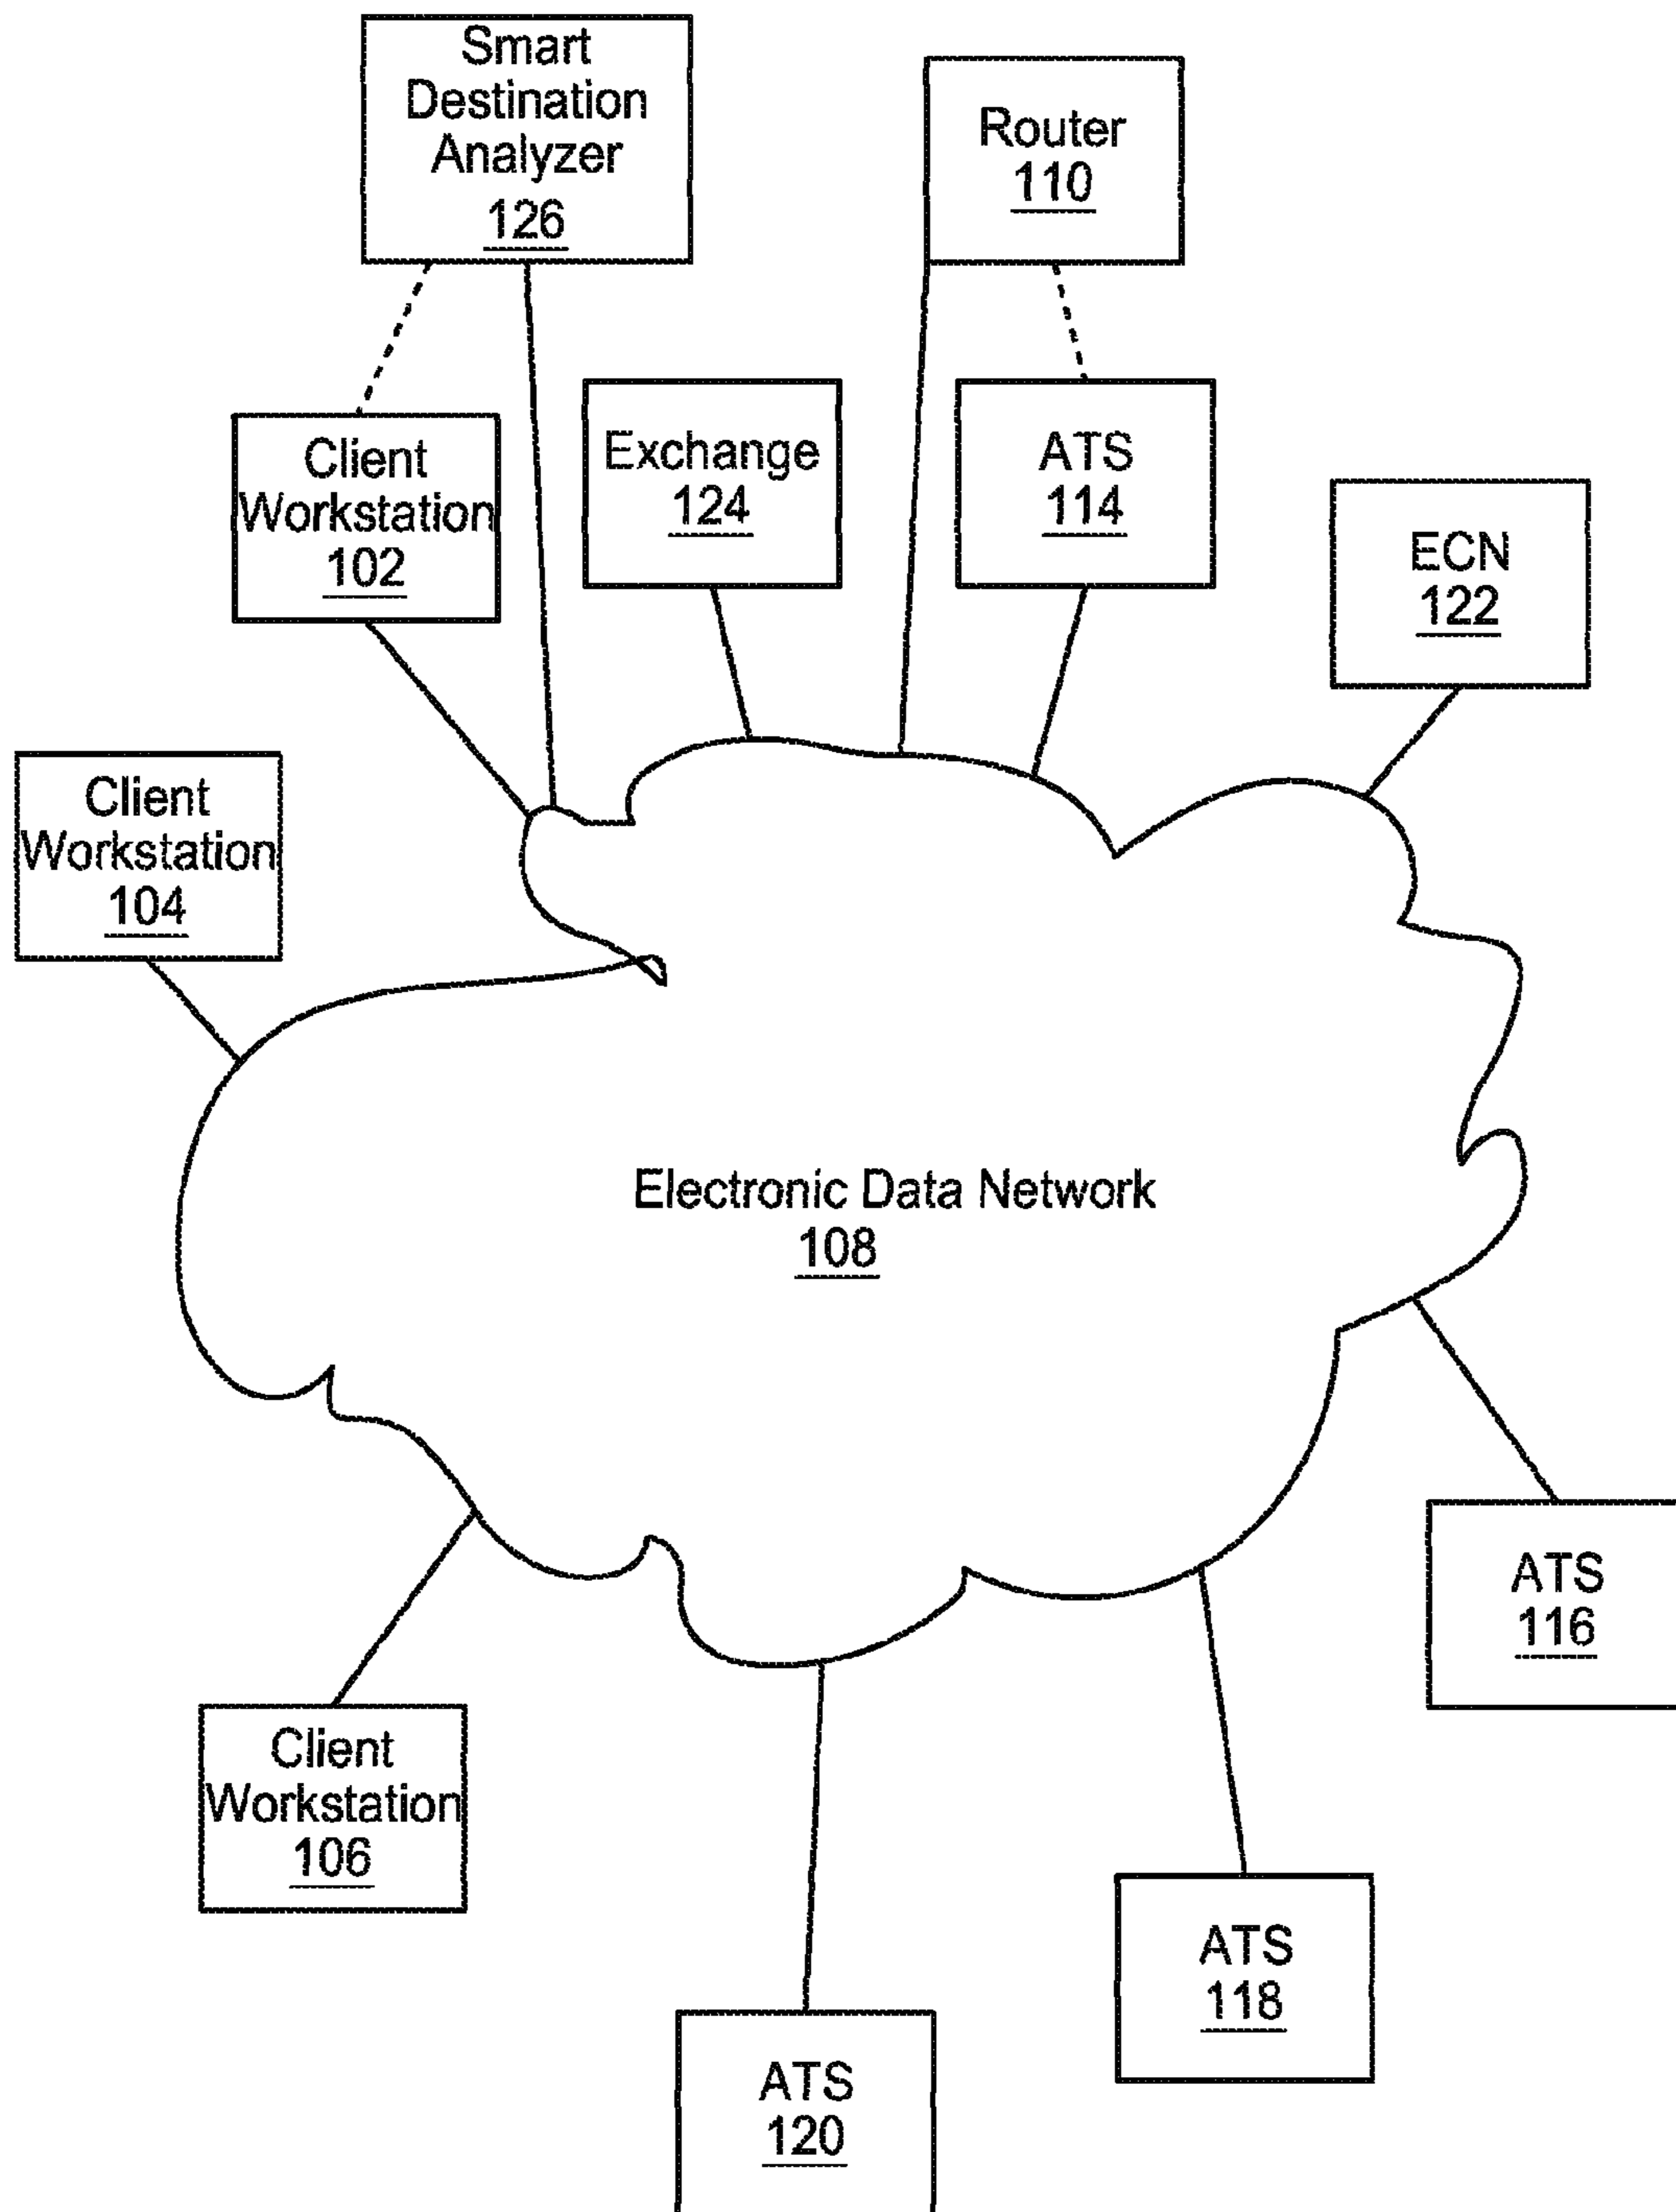 Smart
Destination
Analyzer
126
Router
110
Client
Workstation
102
Exchange
124
ATS
114
ECN
122
Client
Workstation
104
Electronic Data Network
108
ATS
116
Client
Workstation
106
ATS
118
ATS
120